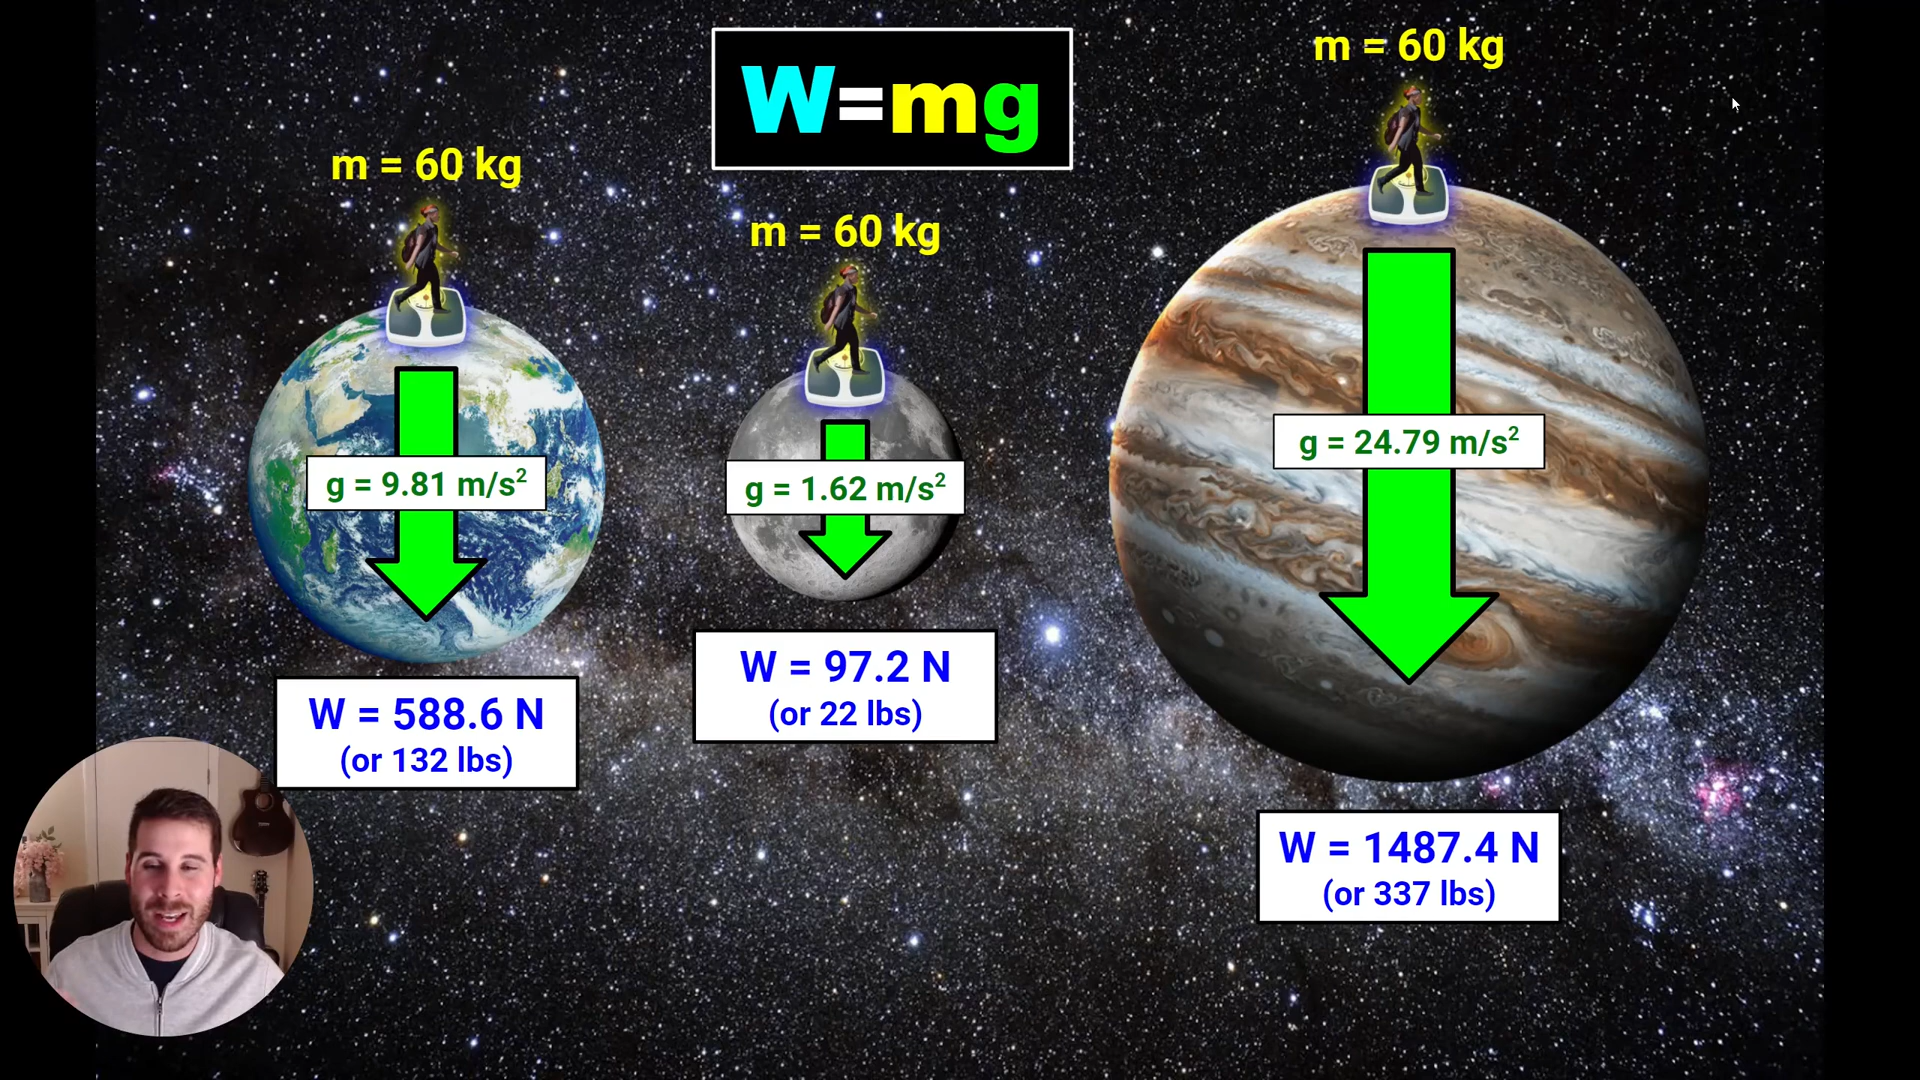 W=mg
m = 60 kg
g = 9.81 m/s²
W = 588.6 N
(or 132 lbs)
m = 60 kg
g = 1.62 m/s²
W = 97.2 N
(or 22 lbs)
m = 60 kg
g = 24.79 m/s²
W = 1487.4 N
(or 337 lbs)